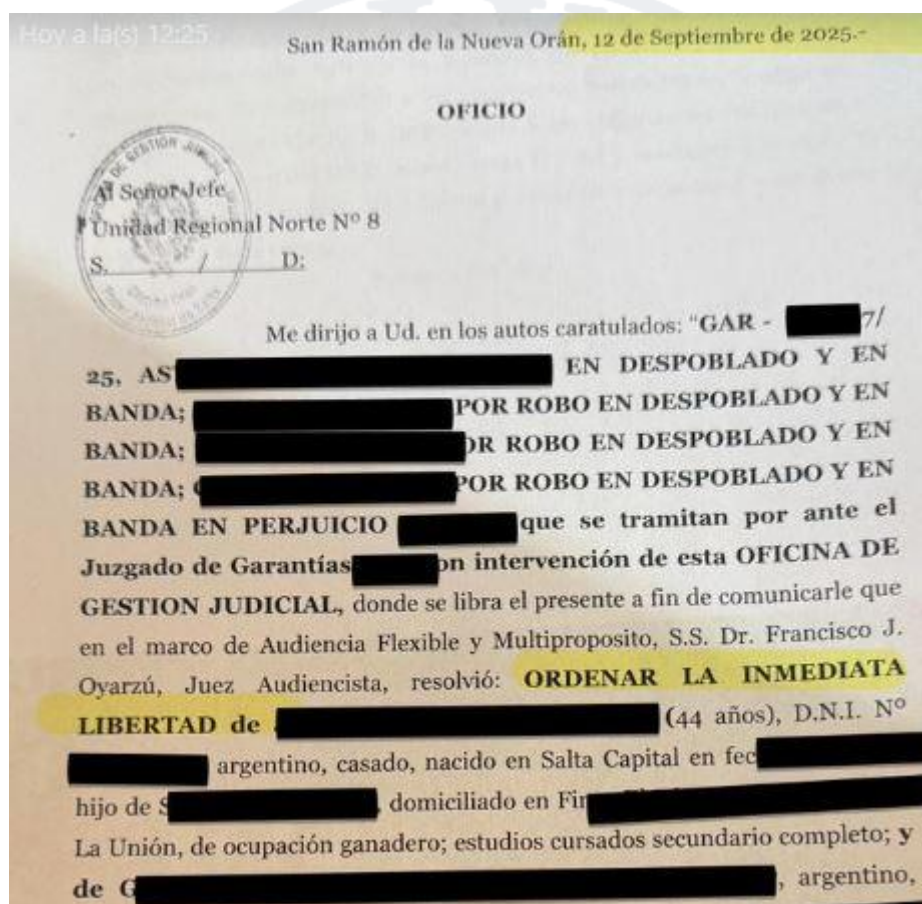 Hoy a la(s) 12:25
San Ramón de la Nueva Orán, 12 de Septiembre de 2025.-
OFICIO
Al Señor Jefe
Unidad Regional Norte Nº 8
S. / D:
Me dirijo a Ud. en los autos caratulados: "GAR - 7/
25, AS EN DESPOBLADO Y EN
BANDA; POR ROBO EN DESPOBLADO Y EN
BANDA; OR ROBO EN DESPOBLADO Y EN
BANDA; POR ROBO EN DESPOBLADO Y EN
BANDA EN PERJUICIO que se tramitan por ante el
Juzgado de Garantías on intervención de esta OFICINA DE
GESTION JUDICIAL, donde se libra el presente a fin de comunicarle que
en el marco de Audiencia Flexible y Multiproposito, S.S. Dr. Francisco J.
Oyarzú, Juez Audiencista, resolvió: ORDENAR LA INMEDIATA
LIBERTAD de (44 años), D.N.I. Nº
argentino, casado, nacido en Salta Capital en fec
hijo de S , domiciliado en Fin
La Unión, de ocupación ganadero; estudios cursados secundario completo; y
de G , argentino,